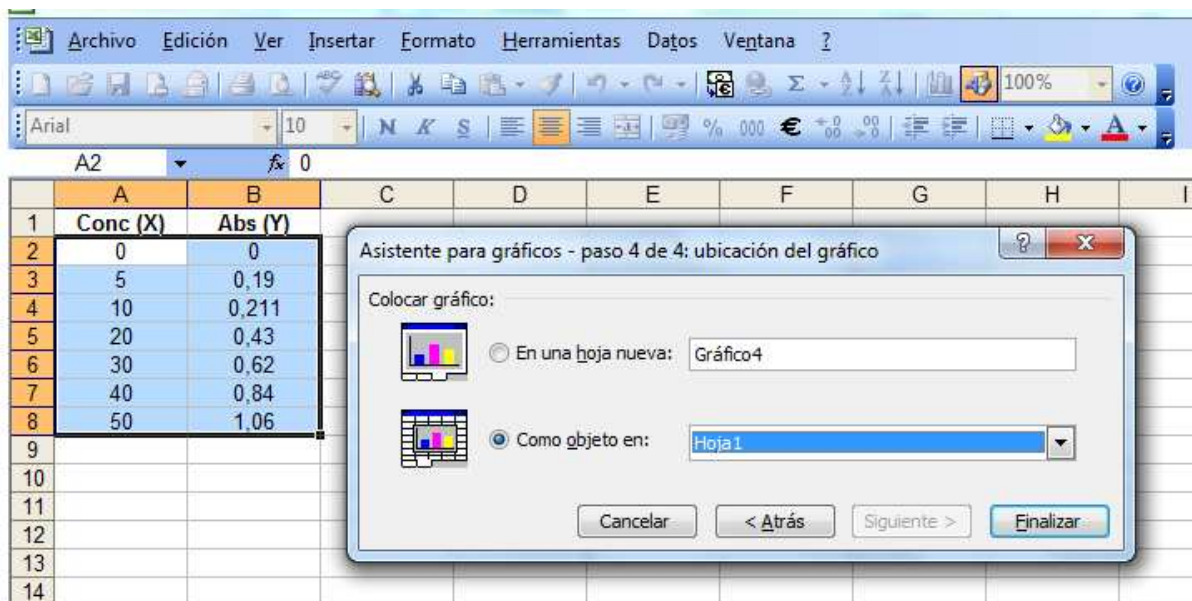 Archivo Edición Ver Insertar Formato Herramientas Datos Ventana ?
100%
Arial 10 N K S % 000 €
A2 fx 0
A B C D E F G H I
1 Conc (X) Abs (Y)
2 0 0
3 5 0,19
4 10 0,211
5 20 0,43
6 30 0,62
7 40 0,84
8 50 1,06
9
10
11
12
13
14
Asistente para gráficos - paso 4 de 4: ubicación del gráfico
Colocar gráfico:
En una hoja nueva: Gráfico4
Como objeto en: Hoja1
Cancelar < Atrás Siguiente > Finalizar